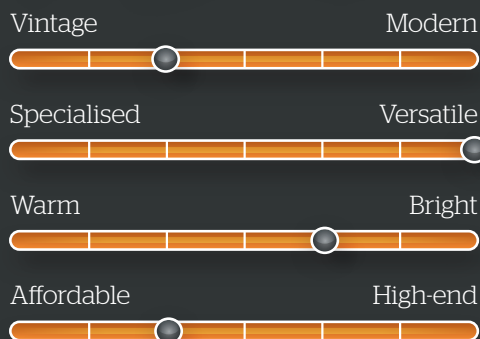 Vintage Modern
Specialised Versatile
Warm Bright
Affordable High-end